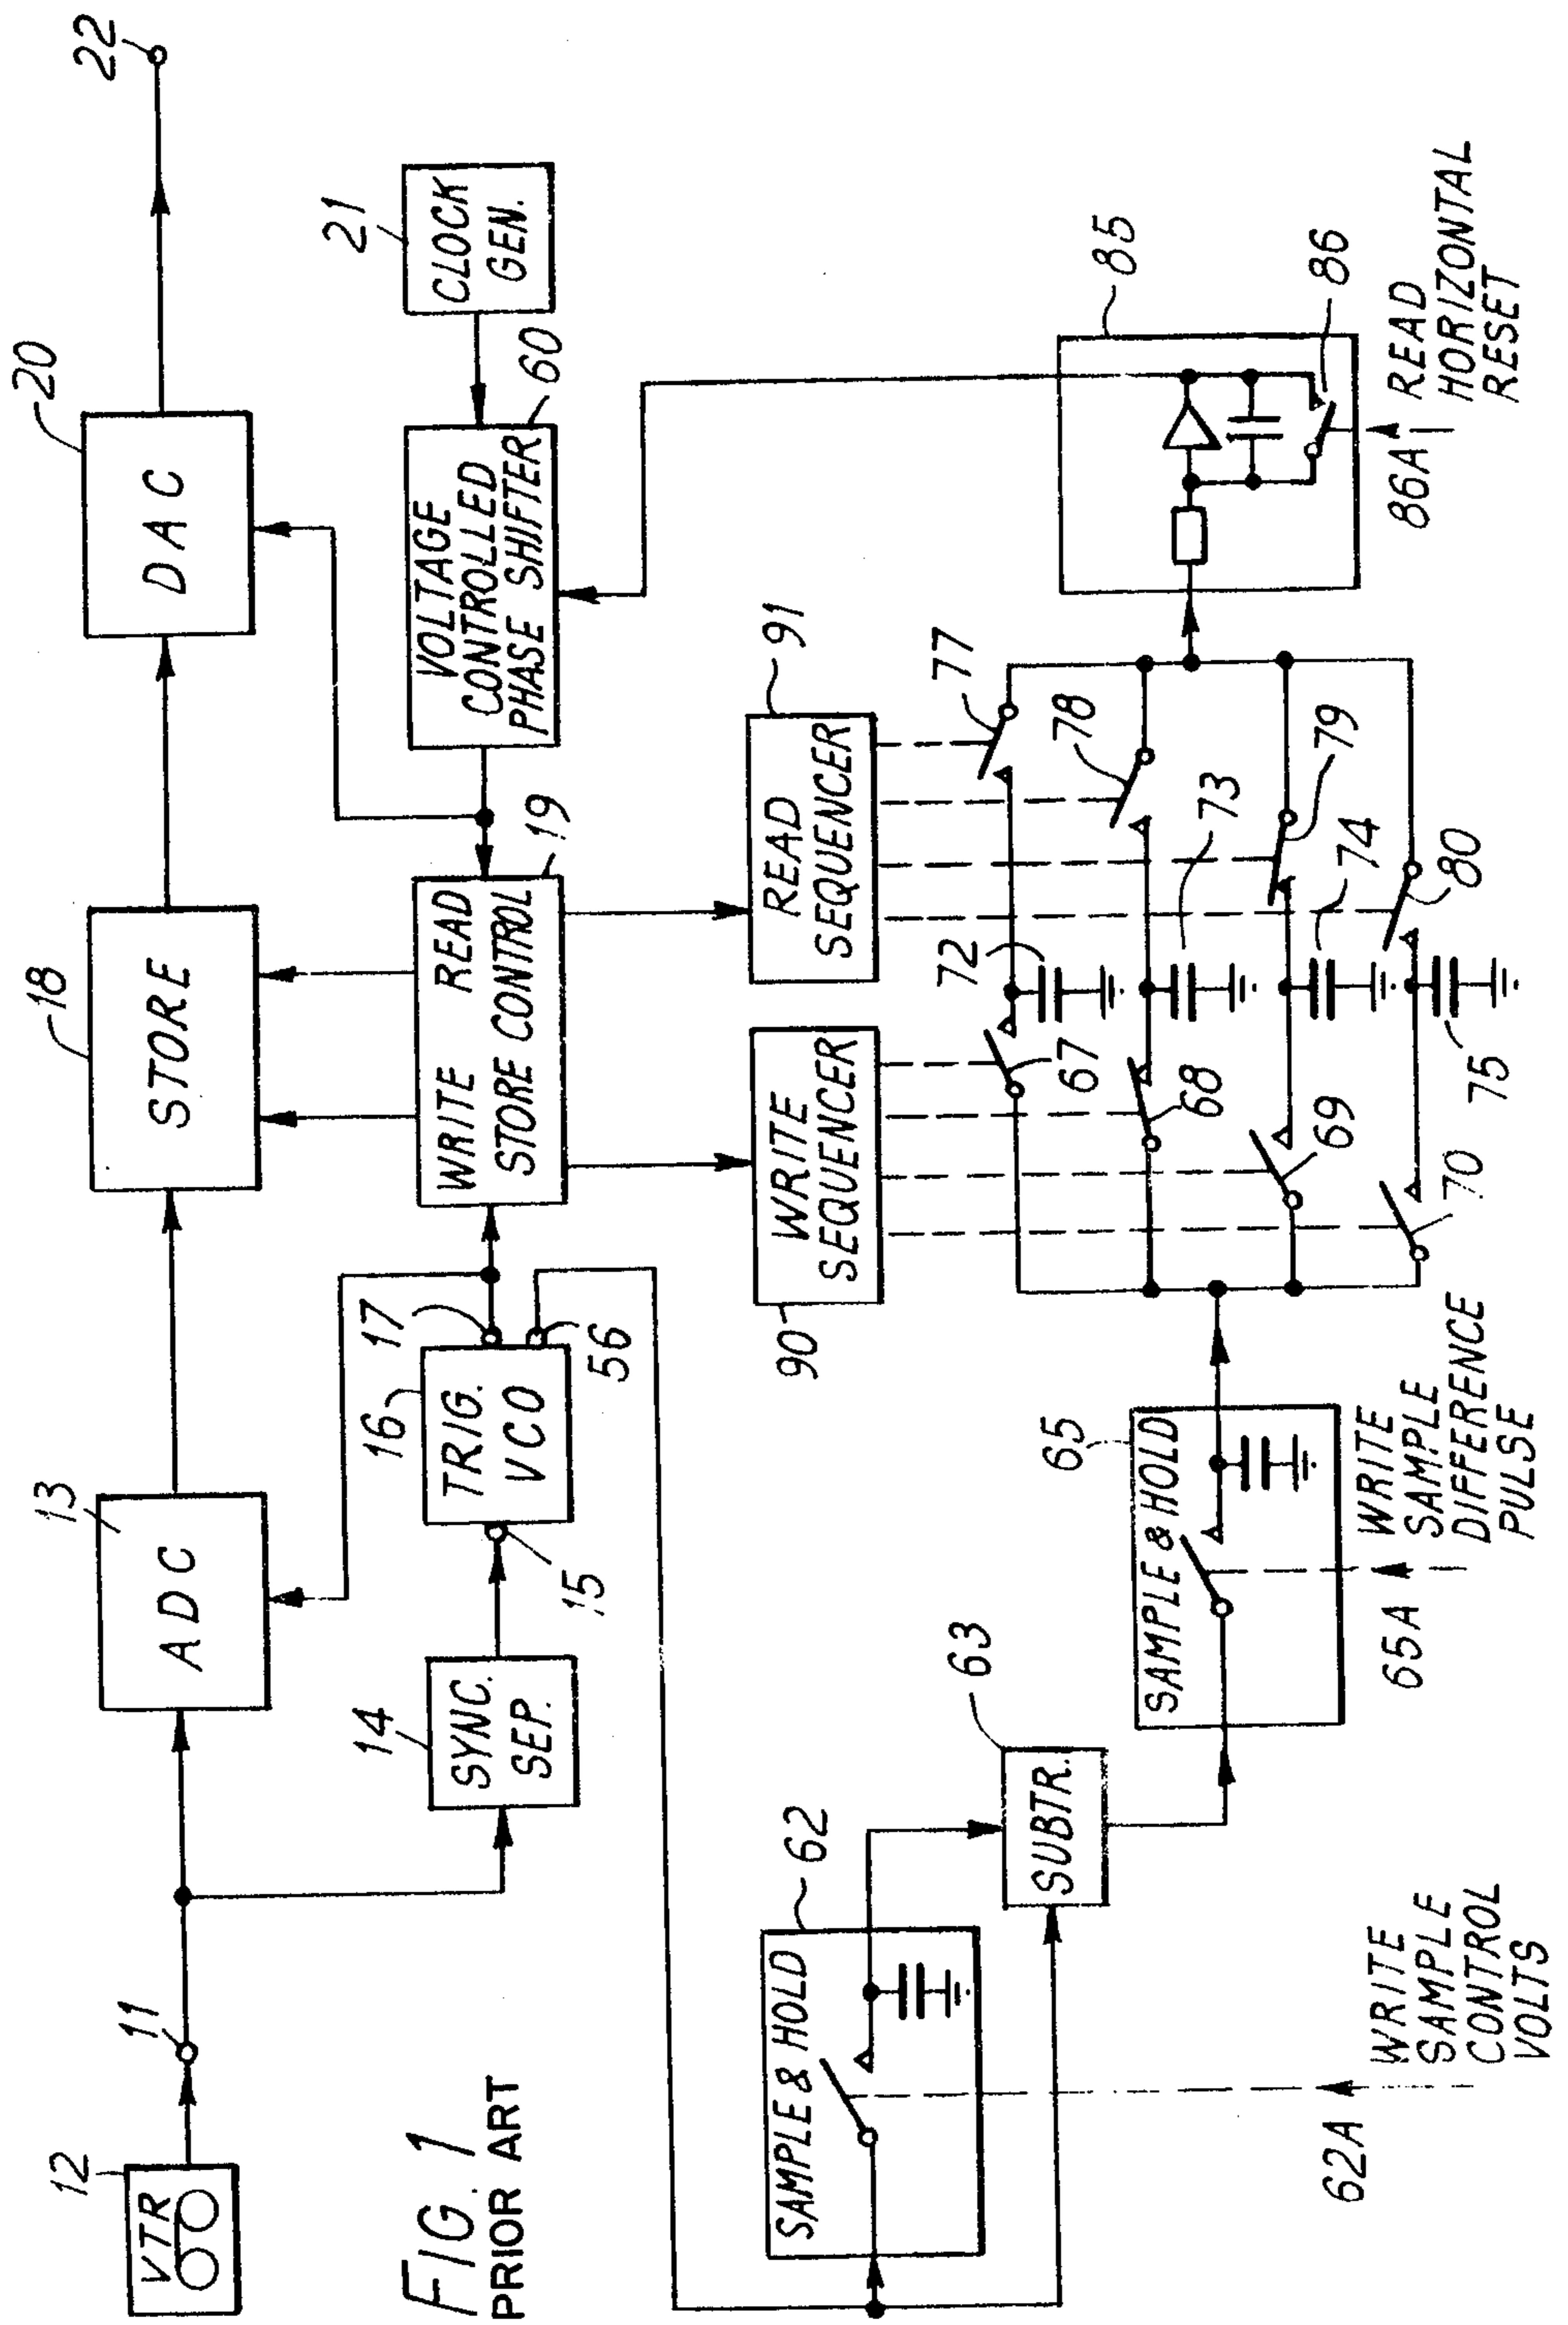 12
VTR
11
13
ADC
18
STORE
20
DAC
22
14
SYNC.
SEP.
15
16
TRIG.
VCO
17
56
WRITE READ
STORE CONTROL
19
VOLTAGE
CONTROLLED
PHASE SHIFTER
60
21
CLOCK
GEN.
FIG. 1
PRIOR ART
90
WRITE
SEQUENCER
READ
SEQUENCER
91
62
SAMPLE & HOLD
62A
WRITE
SAMPLE
CONTROL
VOLTS
63
SUBTR.
65
SAMPLE & HOLD
65A
WRITE
SAMPLE
DIFFERENCE
PULSE
67
68
69
70
72
73
74
75
77
78
79
80
85
86
86A
READ
HORIZONTAL
RESET